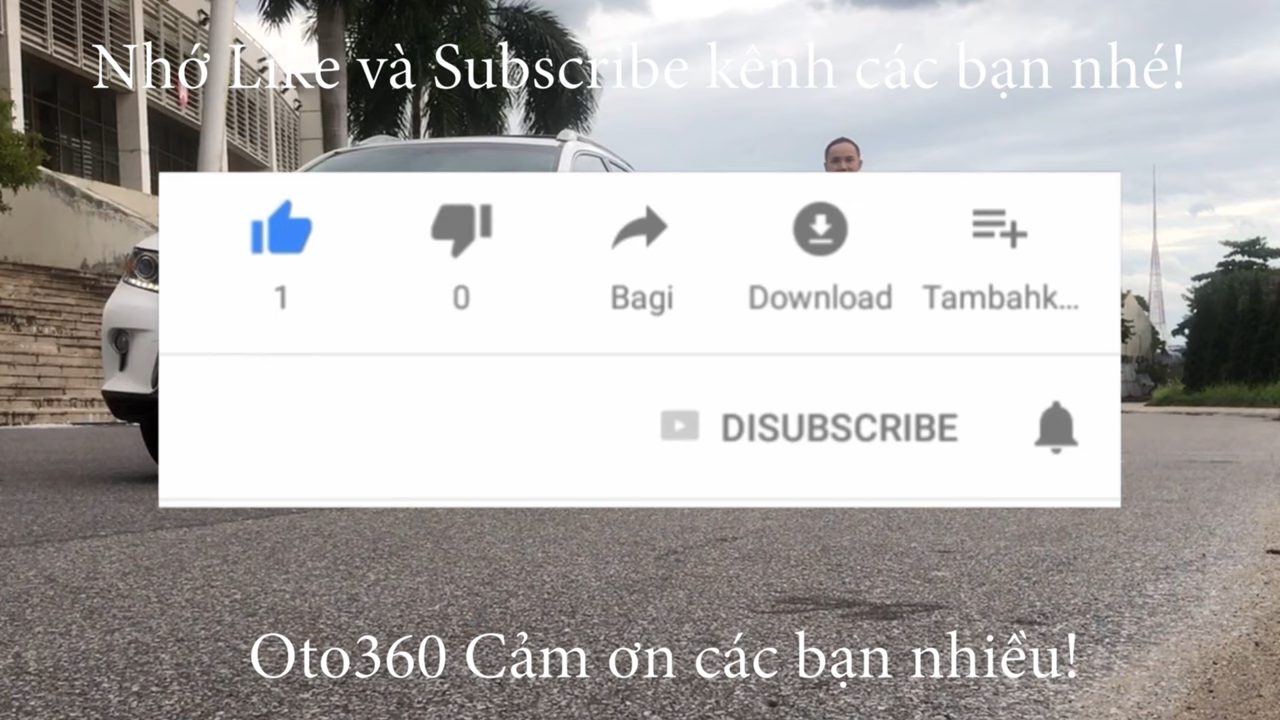 Nhớ Like và Subscribe kênh các bạn nhé!
1
0
Bagi
Download
Tambahk...
DISUBSCRIBE
Oto360 Cảm ơn các bạn nhiều!